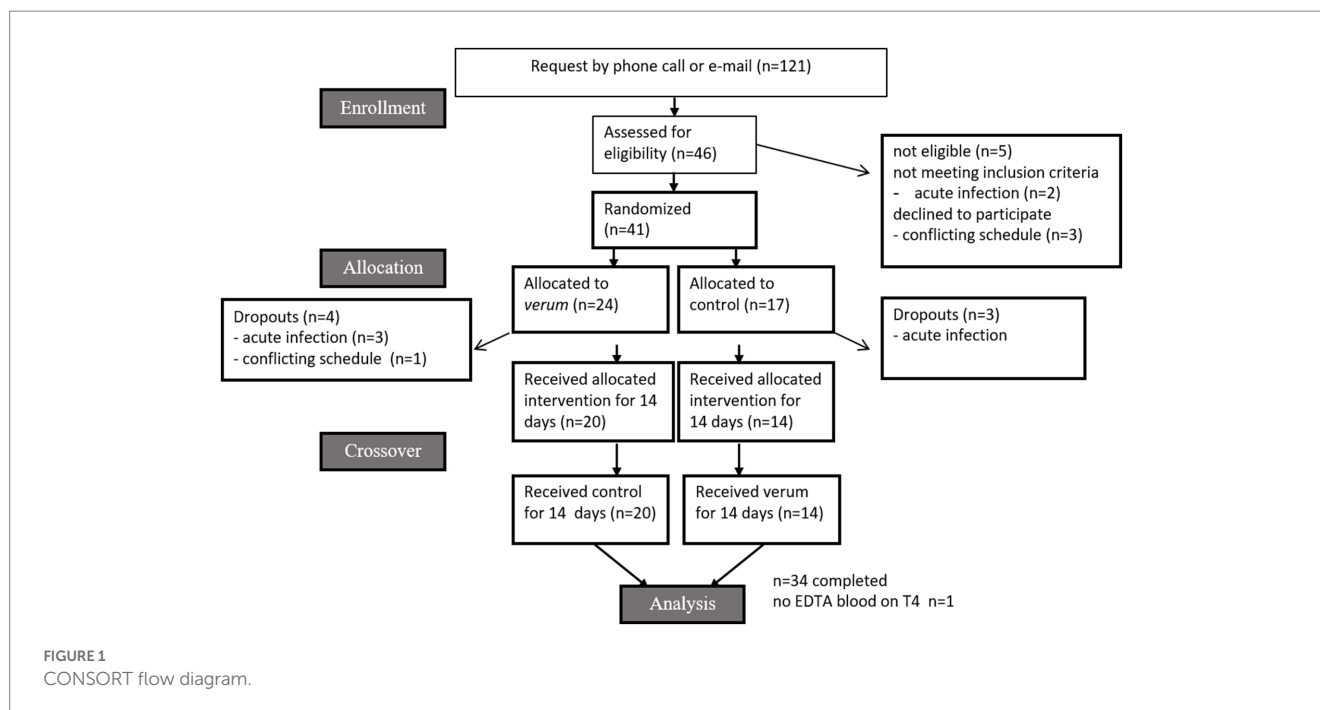 Request by phone call or e-mail (n=121)
Enrollment
Assessed for
eligibility (n=46)
not eligible (n=5)
not meeting inclusion criteria
- acute infection (n=2)
declined to participate
- conflicting schedule (n=3)
Randomized
(n=41)
Allocation
Allocated to
verum (n=24)
Allocated to
control (n=17)
Dropouts (n=4)
- acute infection (n=3)
- conflicting schedule (n=1)
Dropouts (n=3)
- acute infection
Received allocated
intervention for 14
days (n=20)
Received allocated
intervention for
14 days (n=14)
Crossover
Received control
for 14 days (n=20)
Received verum
for 14 days (n=14)
Analysis
n=34 completed
no EDTA blood on T4 n=1
FIGURE 1
CONSORT flow diagram.